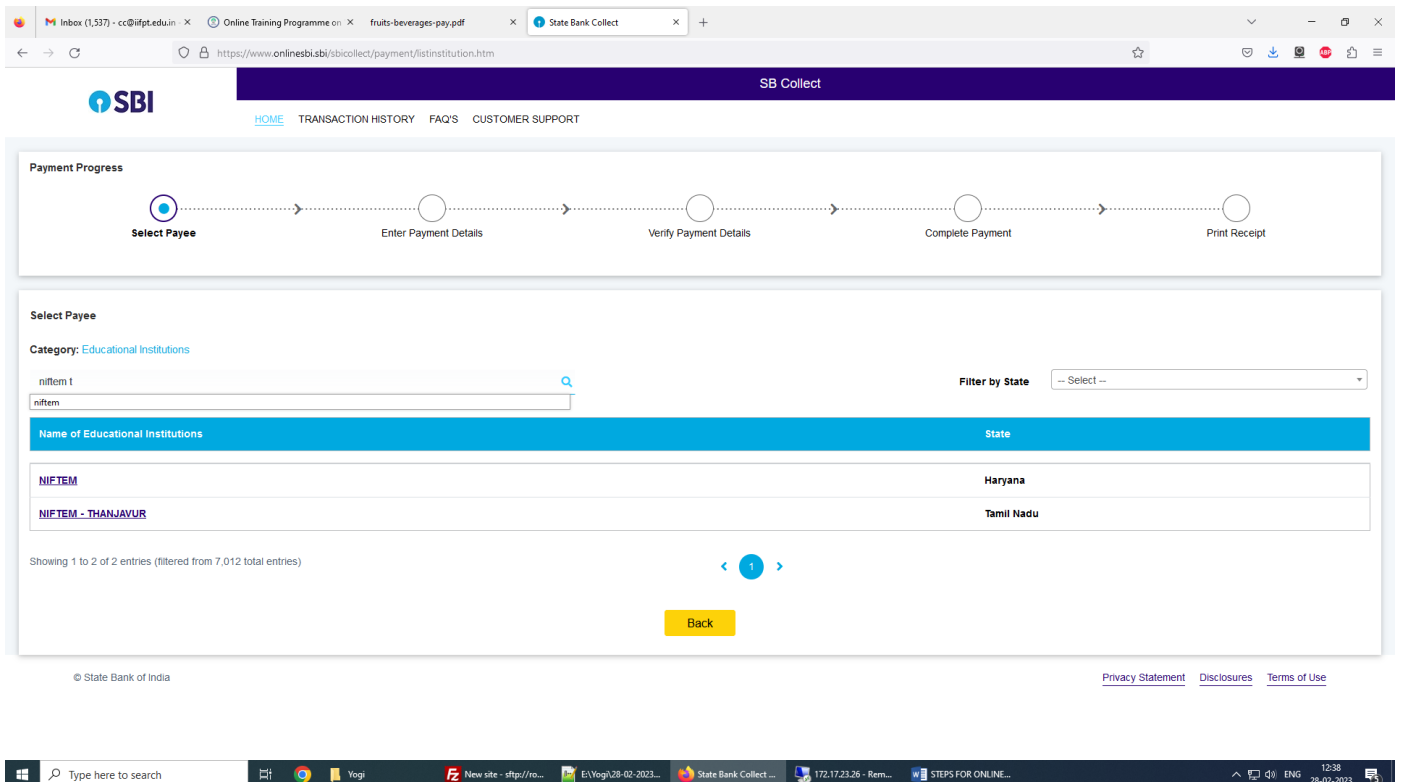 Inbox (1,537) - cc@iifpt.edu.in - × Online Training Programme on × fruits-beverages-pay.pdf × State Bank Collect × +
https://www.onlinesbi.sbi/sbicollect/payment/listinstitution.htm
SBI
SB Collect
HOME TRANSACTION HISTORY FAQ'S CUSTOMER SUPPORT
Payment Progress
Select Payee Enter Payment Details Verify Payment Details Complete Payment Print Receipt
Select Payee
Category: Educational Institutions
niftem t Filter by State -- Select --
niftem
Name of Educational Institutions State
NIFTEM Haryana
NIFTEM - THANJAVUR Tamil Nadu
Showing 1 to 2 of 2 entries (filtered from 7,012 total entries) 1
Back
© State Bank of India Privacy Statement Disclosures Terms of Use
Type here to search Yogi New site - sftp://ro... E:\Yogi\28-02-2023... State Bank Collect ... 172.17.23.26 - Rem... STEPS FOR ONLINE... ENG 12:38
28-02-2023 5